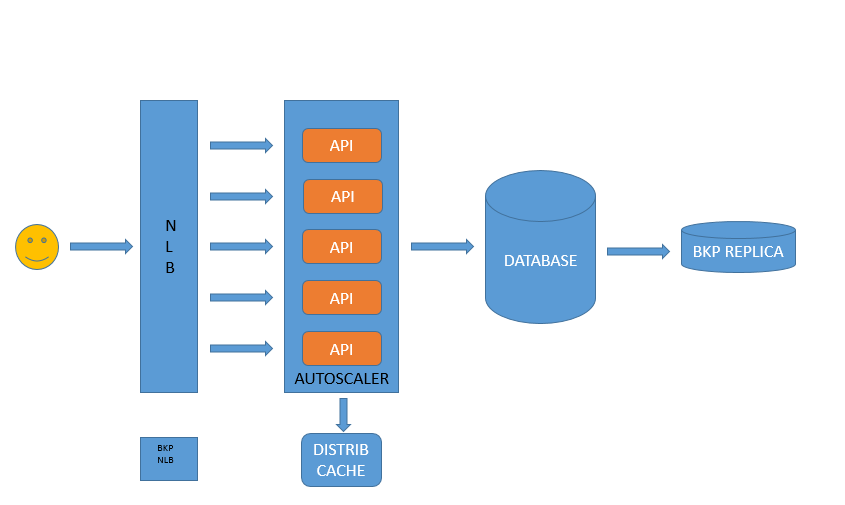 N
L
B
API
API
API
API
API
AUTOSCALER
DATABASE
BKP REPLICA
BKP
NLB
DISTRIB
CACHE